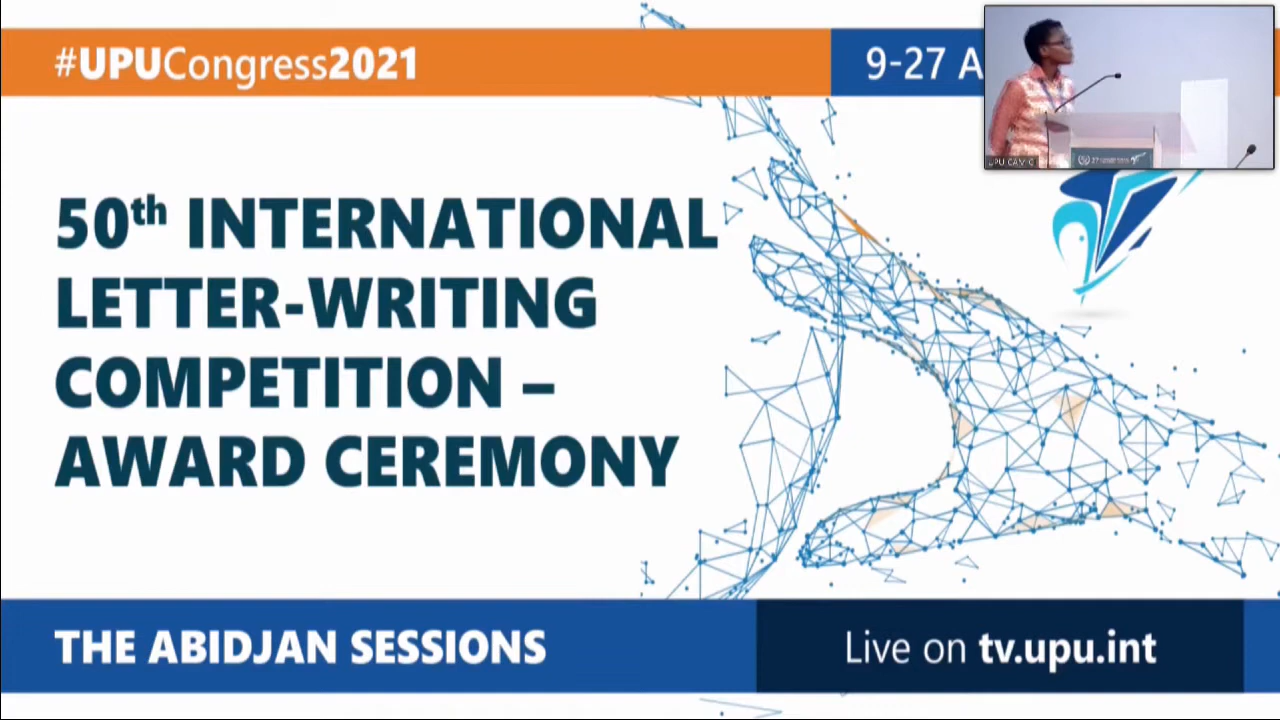 #UPUCongress2021
9-27 A
50th INTERNATIONAL
LETTER-WRITING
COMPETITION –
AWARD CEREMONY
THE ABIDJAN SESSIONS
Live on tv.upu.int